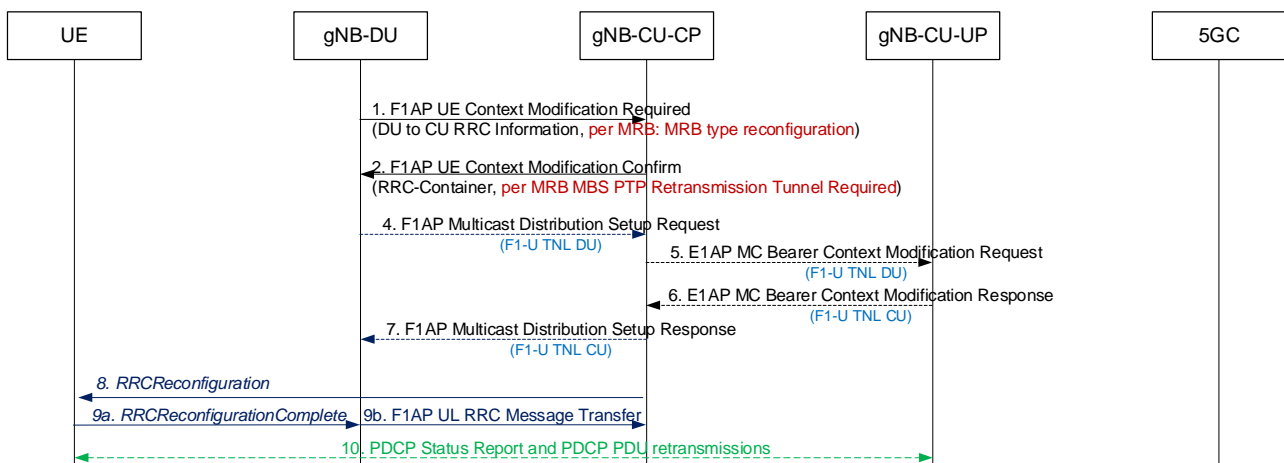 UE
gNB-DU
gNB-CU-CP
gNB-CU-UP
5GC
1. F1AP UE Context Modification Required
(DU to CU RRC Information, per MRB: MRB type reconfiguration)
2. F1AP UE Context Modification Confirm
(RRC-Container, per MRB MBS PTP Retransmission Tunnel Required)
4. F1AP Multicast Distribution Setup Request
(F1-U TNL DU)
5. E1AP MC Bearer Context Modification Request
(F1-U TNL DU)
6. E1AP MC Bearer Context Modification Response
(F1-U TNL CU)
7. F1AP Multicast Distribution Setup Response
(F1-U TNL CU)
8. RRCReconfiguration
9a. RRCReconfigurationComplete
9b. F1AP UL RRC Message Transfer
10. PDCP Status Report and PDCP PDU retransmissions